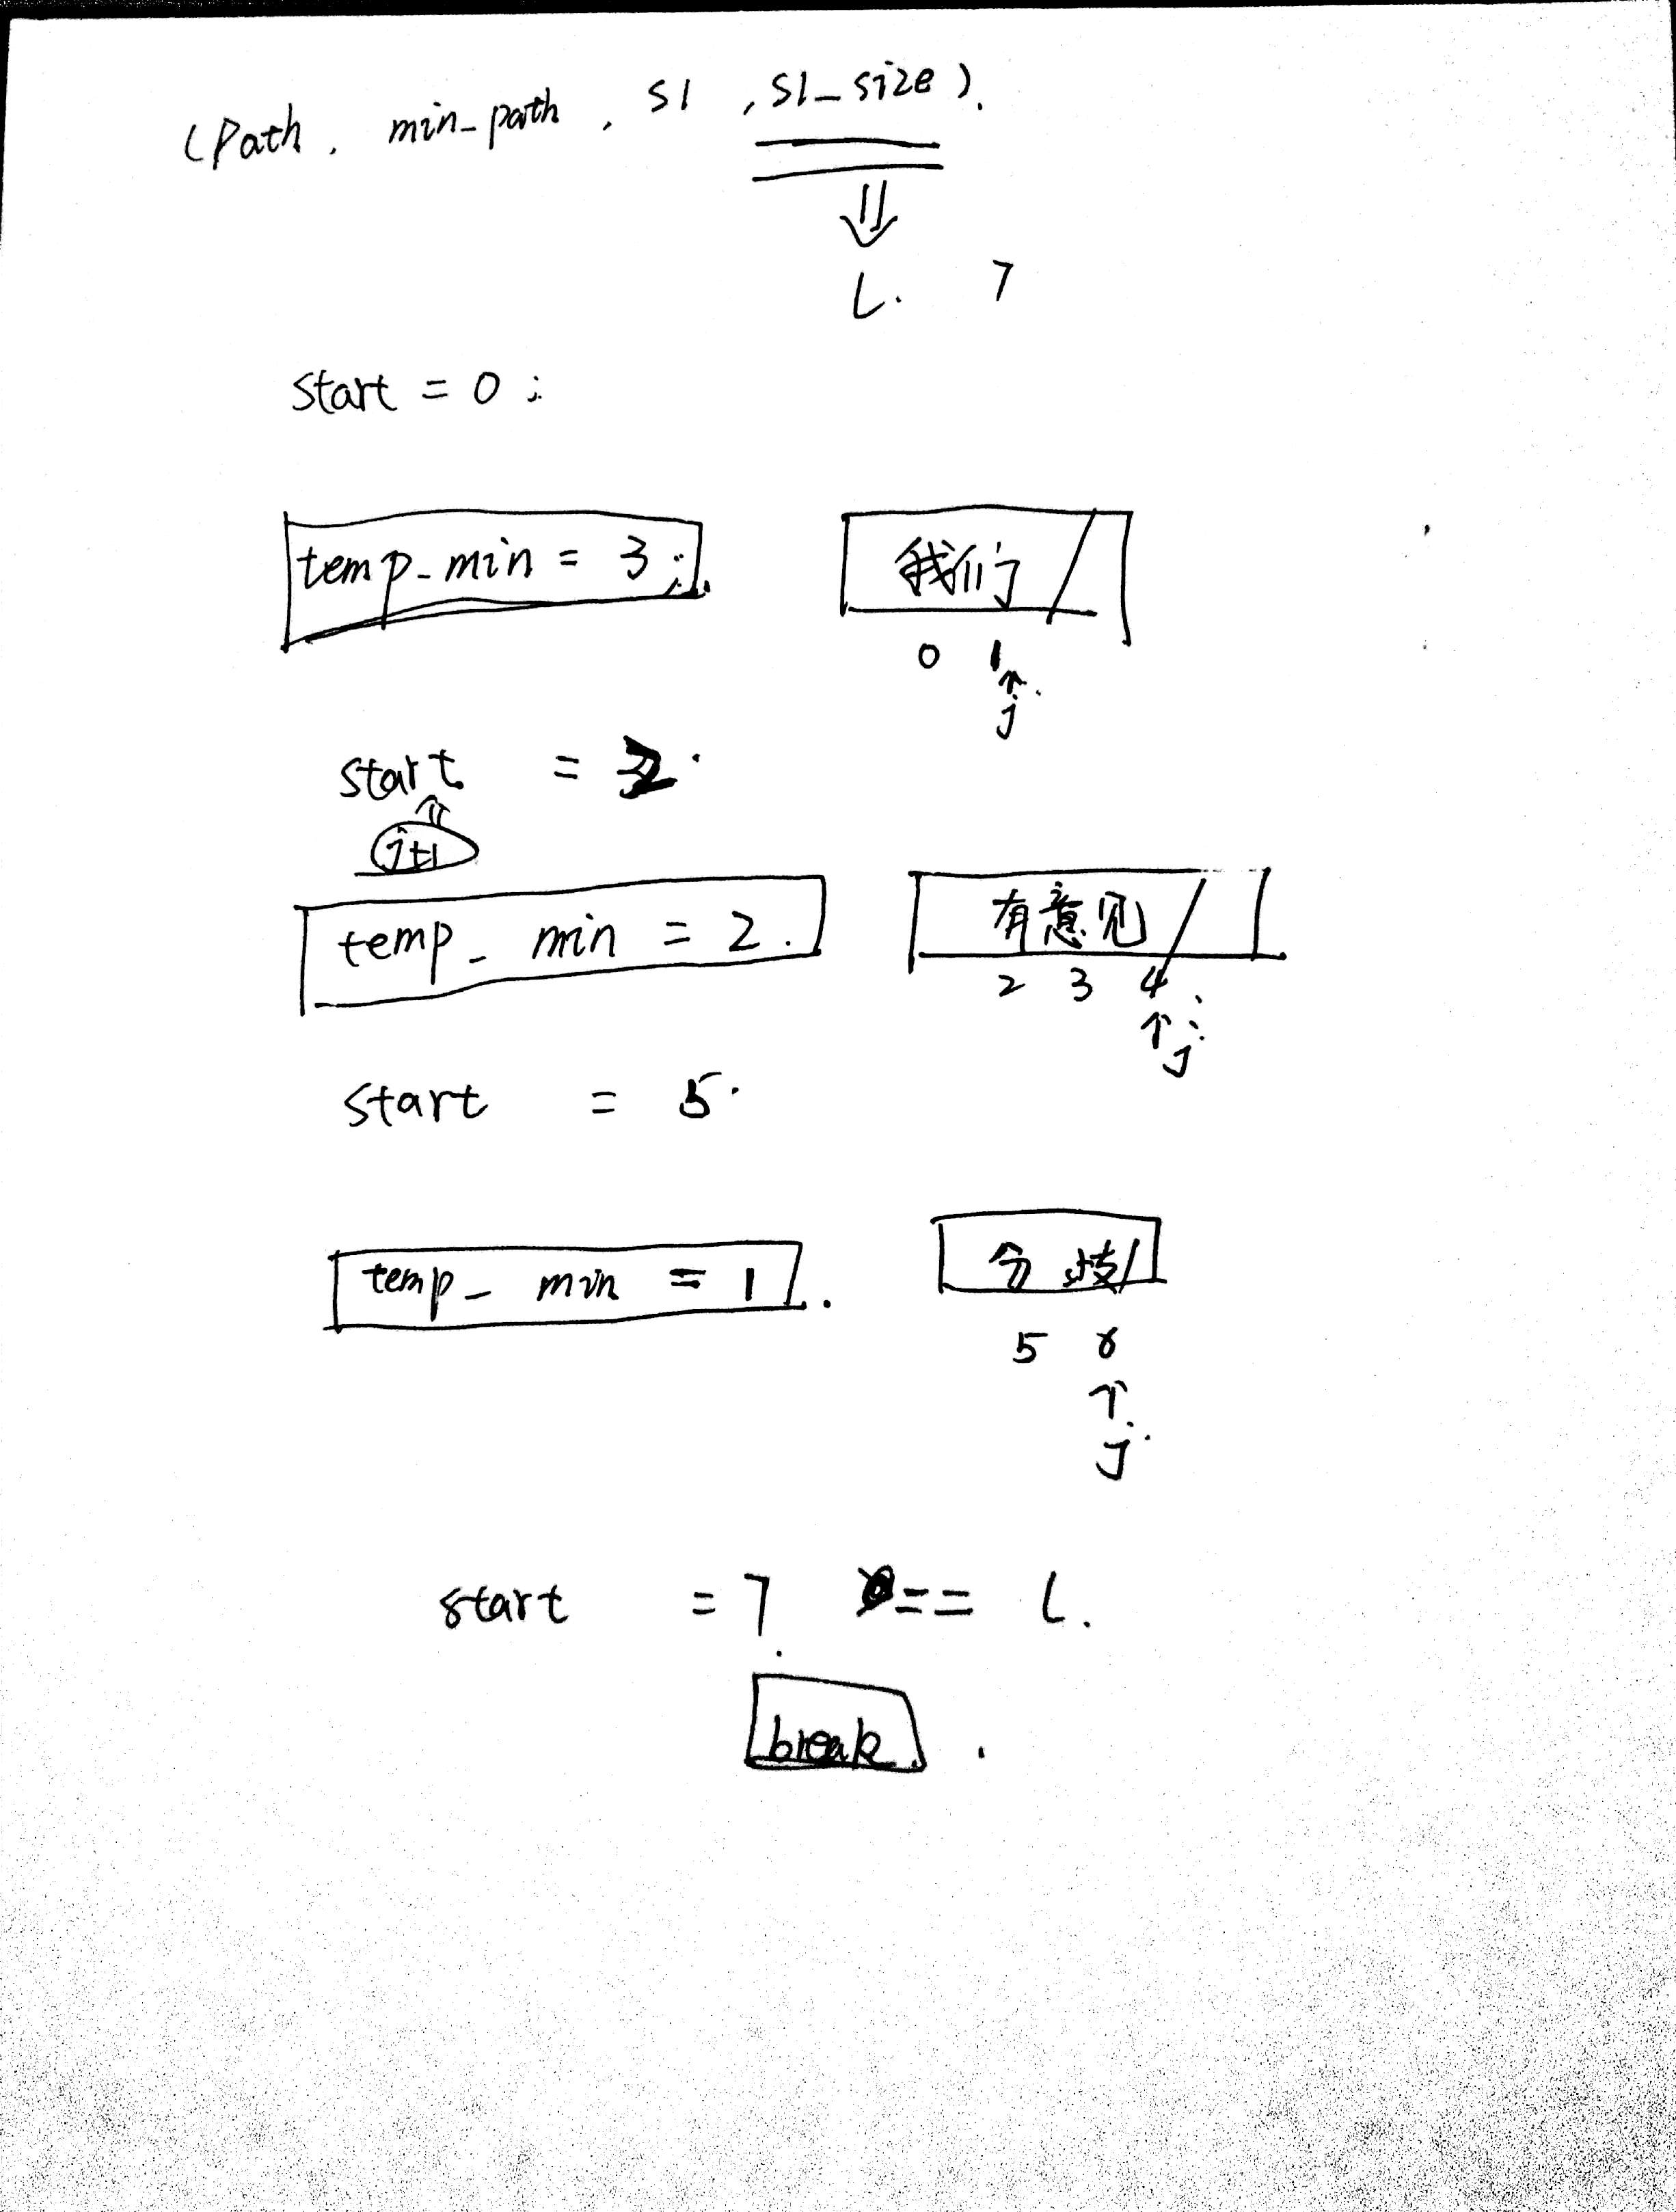 (Path, min_path, S1, S1_size).
L. 7
start = 0;
temp_min = 3; 我们/
0 1
j
start = 2.
j+1
temp_min = 2. 有意见/
2 3 4
j
start = 5.
temp_min = 1. 分歧/
5 6
j
start = 7 == L.
break.